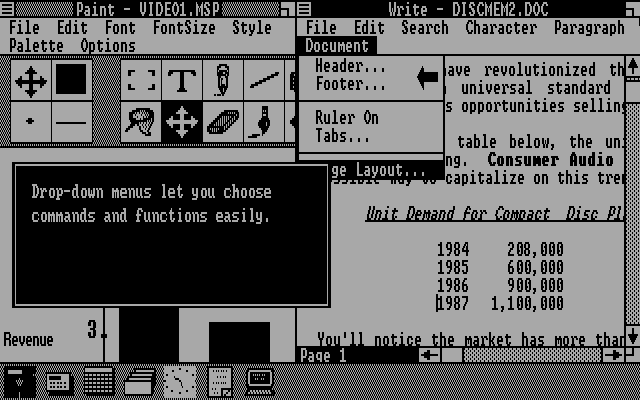 Paint - VIDEO1.MSP
File Edit Font FontSize Style
Palette Options
Revenue 3.
Write - DISCMEM2.DOC
File Edit Search Character Paragraph
Document
Header...
Footer...
Ruler On
Tabs...
ge Layout...
have revolutionized th
universal standard
s opportunities selling
table below, the uni
ng. Consumer Audio
to capitalize on this tren
Unit Demand for Compact Disc Pl
1984 208,000
1985 600,000
1986 900,000
1987 1,100,000
You'll notice the market has more than
Page 1
Drop-down menus let you choose
commands and functions easily.